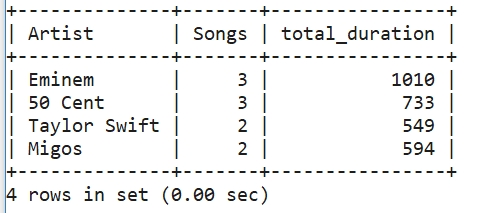 +--------------+-------+----------------+
| Artist       | Songs | total_duration |
+--------------+-------+----------------+
| Eminem       |     3 |           1010 |
| 50 Cent      |     3 |            733 |
| Taylor Swift |     2 |            549 |
| Migos        |     2 |            594 |
+--------------+-------+----------------+
4 rows in set (0.00 sec)